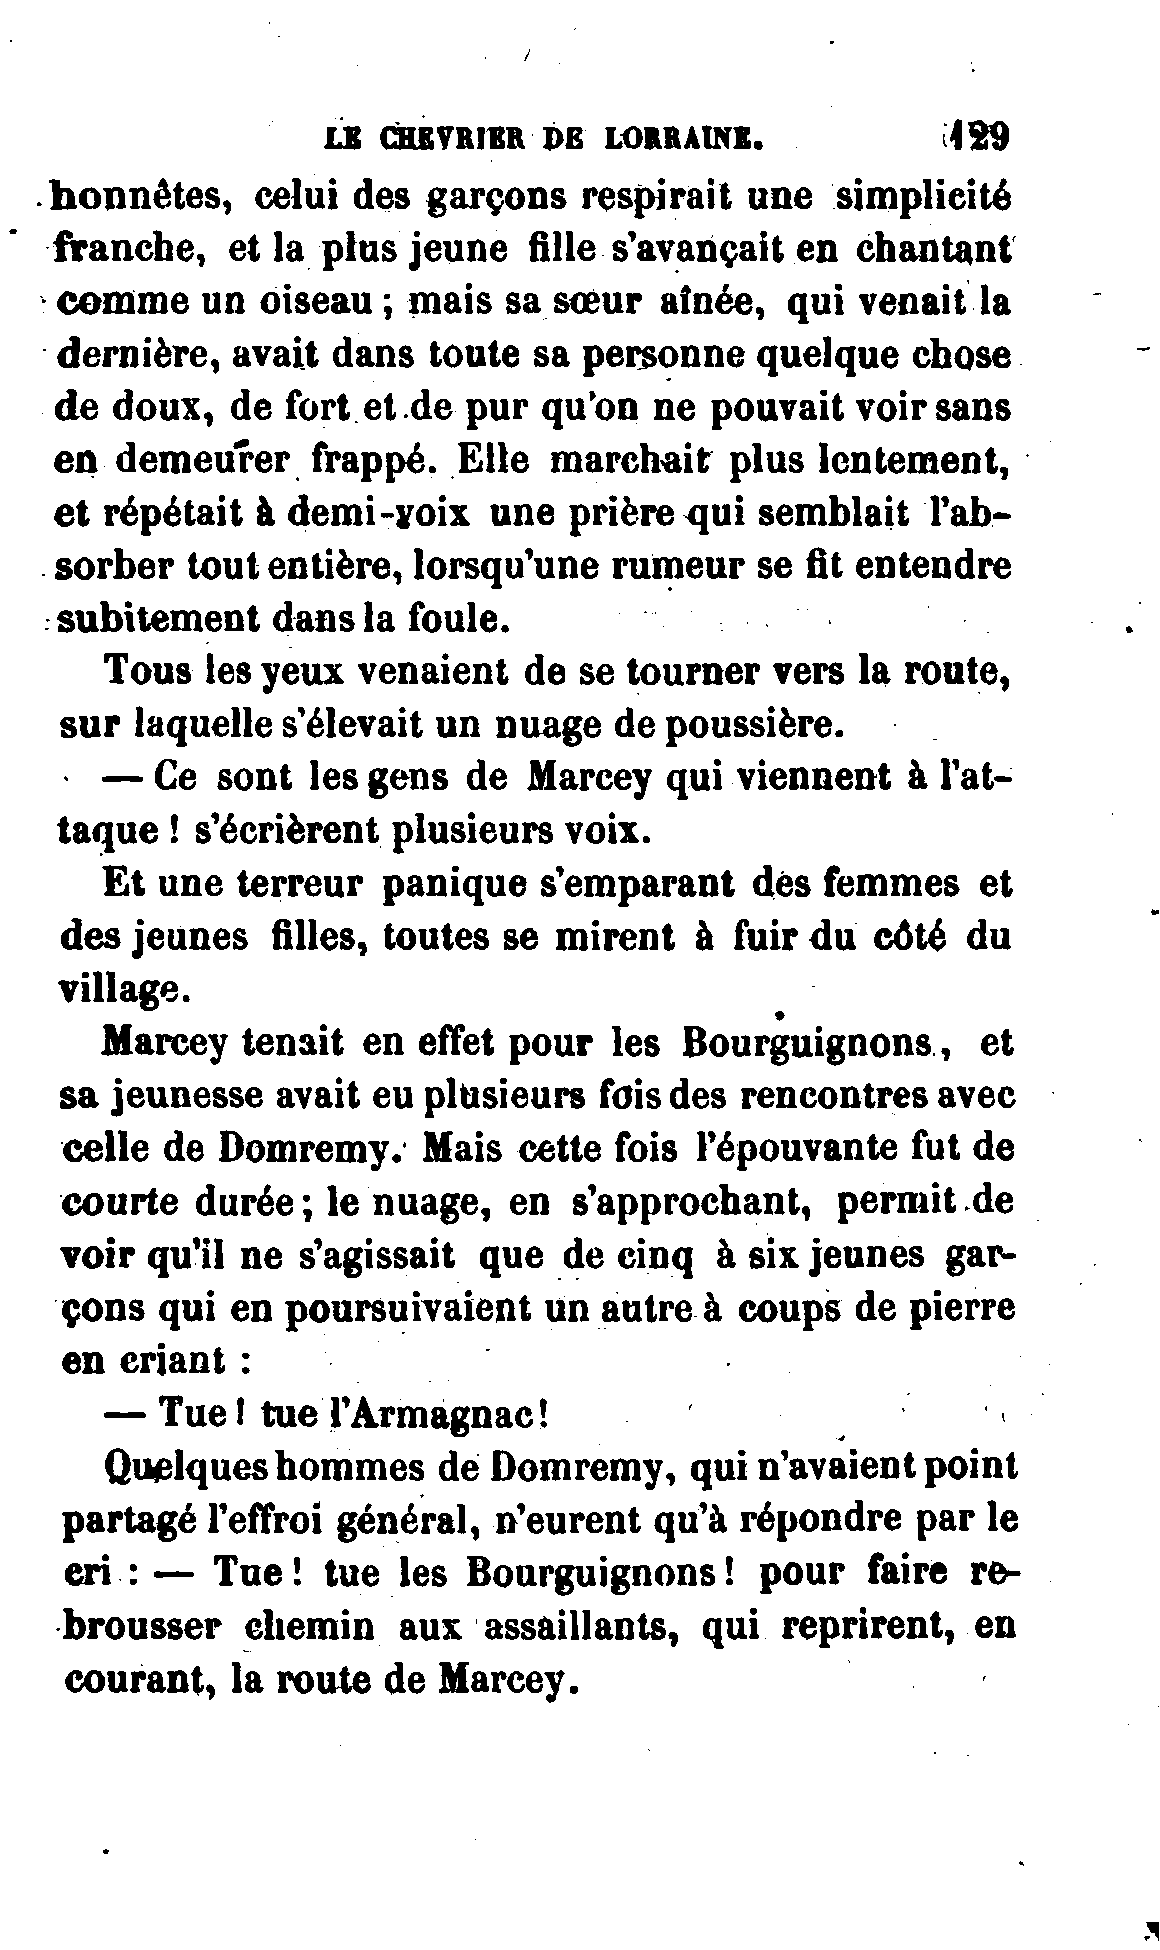 LE CHEVRIER DE LORRAINE. 129
honnêtes, celui des garçons respirait une simplicité
franche, et la plus jeune fille s'avançait en chantant
comme un oiseau ; mais sa sœur aînée, qui venait la
dernière, avait dans toute sa personne quelque chose
de doux, de fort et de pur qu'on ne pouvait voir sans
en demeurer frappé. Elle marchait plus lentement,
et répétait à demi-voix une prière qui semblait l'ab-
sorber tout entière, lorsqu'une rumeur se fit entendre
subitement dans la foule.
Tous les yeux venaient de se tourner vers la route,
sur laquelle s'élevait un nuage de poussière.
— Ce sont les gens de Marcey qui viennent à l'at-
taque ! s'écrièrent plusieurs voix.
Et une terreur panique s'emparant des femmes et
des jeunes filles, toutes se mirent à fuir du côté du
village.
Marcey tenait en effet pour les Bourguignons, et
sa jeunesse avait eu plusieurs fois des rencontres avec
celle de Domremy. Mais cette fois l'épouvante fut de
courte durée ; le nuage, en s'approchant, permit de
voir qu'il ne s'agissait que de cinq à six jeunes gar-
çons qui en poursuivaient un autre à coups de pierre
en criant :
— Tue ! tue l'Armagnac !
Quelques hommes de Domremy, qui n'avaient point
partagé l'effroi général, n'eurent qu'à répondre par le
cri : — Tue ! tue les Bourguignons ! pour faire re-
brousser chemin aux assaillants, qui reprirent, en
courant, la route de Marcey.